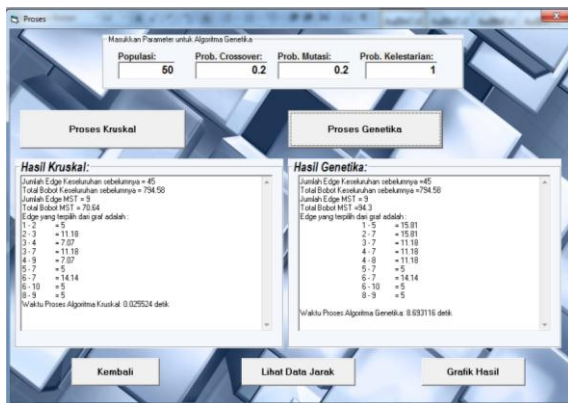 Proses
Masukkan Parameter untuk Algoritma Genetika
Populasi: Prob. Crossover: Prob. Mutasi: Prob. Kelestarian:
50 0.2 0.2 1
Proses Kruskal
Proses Genetika
Hasil Kruskal:
Jumlah Edge Keseluruhan sebelumnya = 45
Total Bobot Keseluruhan sebelumnya = 794.58
Jumlah Edge MST = 9
Total Bobot MST = 70.64
Edge yang terpilih dari graf adalah :
1 - 2 = 5
2 - 3 = 11.18
3 - 4 = 7.07
3 - 7 = 11.18
4 - 9 = 7.07
5 - 7 = 5
6 - 7 = 14.14
6 - 10 = 5
8 - 9 = 5
Waktu Proses Algoritma Kruskal: 0.025524 detik
Hasil Genetika:
Jumlah Edge Keseluruhan sebelumnya =45
Total Bobot Keseluruhan sebelumnya =794.58
Jumlah Edge MST = 9
Total Bobot MST =94.3
Edge yang terpilih dari graf adalah :
1 - 5 = 15.81
2 - 7 = 15.81
3 - 7 = 11.18
4 - 7 = 11.18
4 - 8 = 11.18
5 - 7 = 5
6 - 7 = 14.14
6 - 10 = 5
8 - 9 = 5
Waktu Proses Algoritma Genetika: 8.693116 detik
Kembali
Lihat Data Jarak
Grafik Hasil